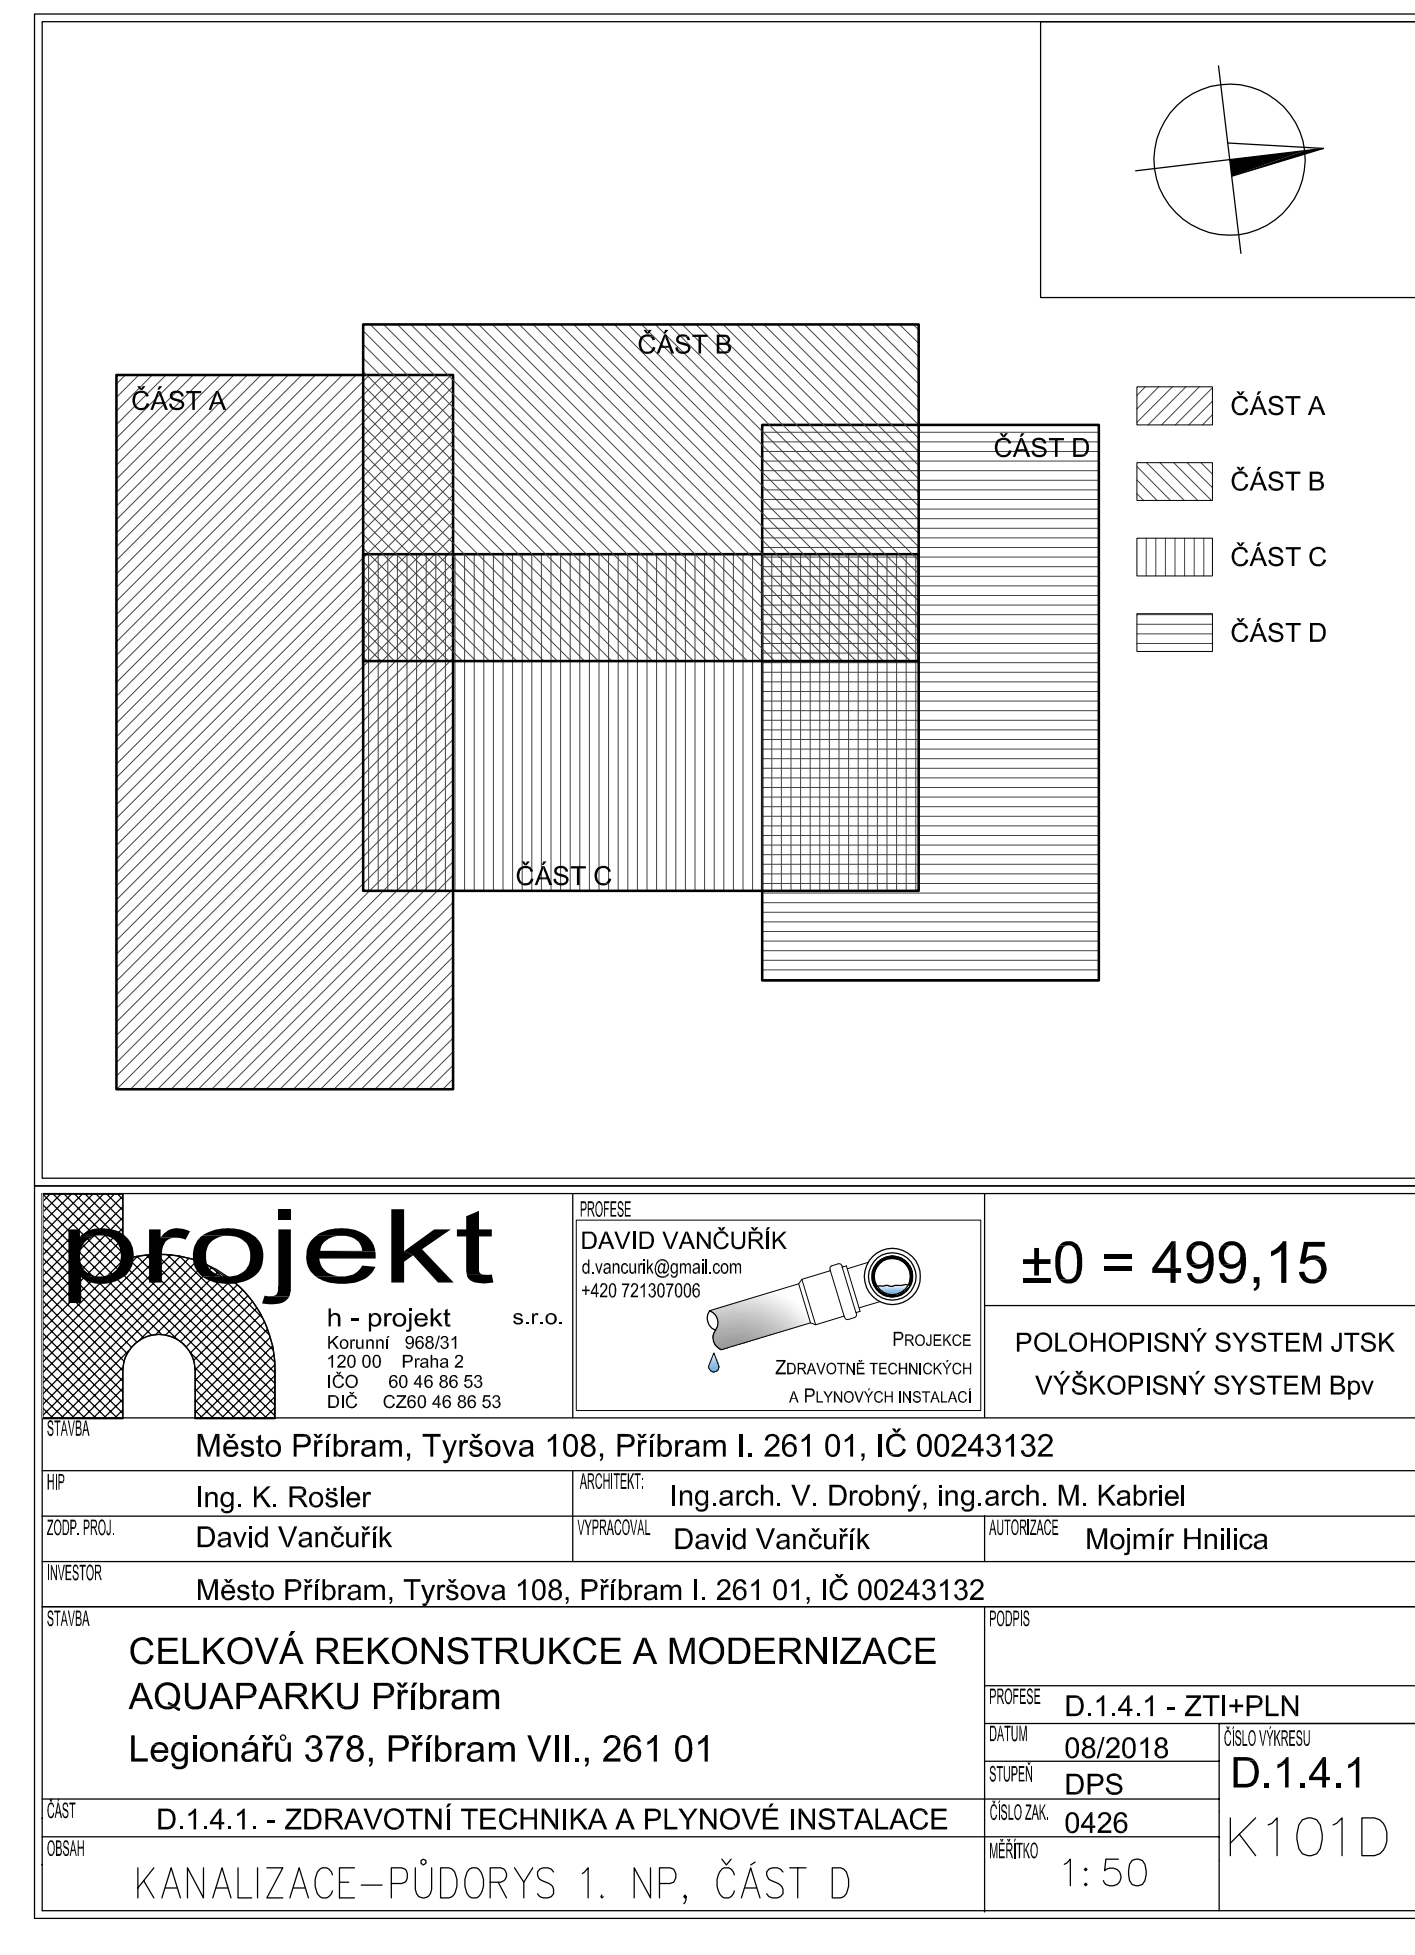 ČÁST B
ČÁST A
ČÁST D
ČÁST C
ČÁST A
ČÁST B
ČÁST C
ČÁST D
projekt
h - projekt s.r.o.
Korunní 968/31
120 00 Praha 2
IČO 60 46 86 53
DIČ CZ60 46 86 53
PROFESE
DAVID VANČUŘÍK
d.vancurik@gmail.com
+420 721307006
PROJEKCE
ZDRAVOTNĚ TECHNICKÝCH
A PLYNOVÝCH INSTALACÍ
±0 = 499,15
POLOHOPISNÝ SYSTEM JTSK
VÝŠKOPISNÝ SYSTEM Bpv
STAVBA
Město Příbram, Tyršova 108, Příbram I. 261 01, IČ 00243132
HIP
Ing. K. Rošler
ARCHITEKT:
Ing.arch. V. Drobný, ing.arch. M. Kabriel
ZODP. PROJ.
David Vančuřík
VYPRACOVAL
David Vančuřík
AUTORIZACE
Mojmír Hnilica
INVESTOR
Město Příbram, Tyršova 108, Příbram I. 261 01, IČ 00243132
STAVBA
CELKOVÁ REKONSTRUKCE A MODERNIZACE
AQUAPARKU Příbram
Legionářů 378, Příbram VII., 261 01
PODPIS
PROFESE
D.1.4.1 - ZTI+PLN
DATUM
08/2018
STUPEŇ
DPS
ČÍSLO VÝKRESU
D.1.4.1
K101D
ČÁST
D.1.4.1. - ZDRAVOTNÍ TECHNIKA A PLYNOVÉ INSTALACE
ČÍSLO ZAK.
0426
OBSAH
KANALIZACE-PŮDORYS 1. NP, ČÁST D
MĚŘÍTKO
1:50